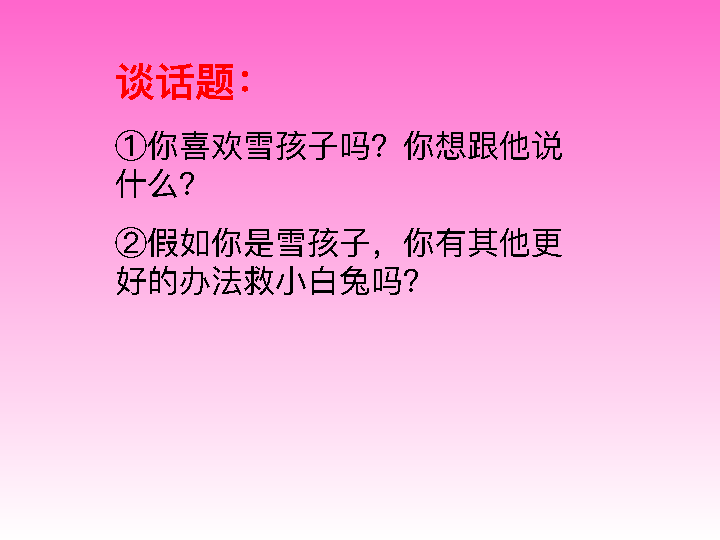 谈话题：
①你喜欢雪孩子吗？你想跟他说
什么？
②假如你是雪孩子，你有其他更
好的办法救小白兔吗？